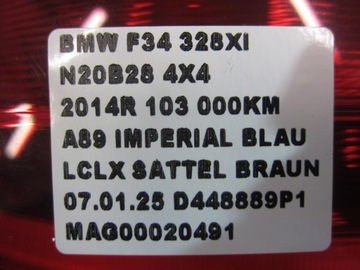 BMW F34 328XI
N20B28 4X4
2014R 103 000KM
A89 IMPERIAL BLAU
LCLX SATTEL BRAUN
07.01.25 D448889P1
MAG00020491